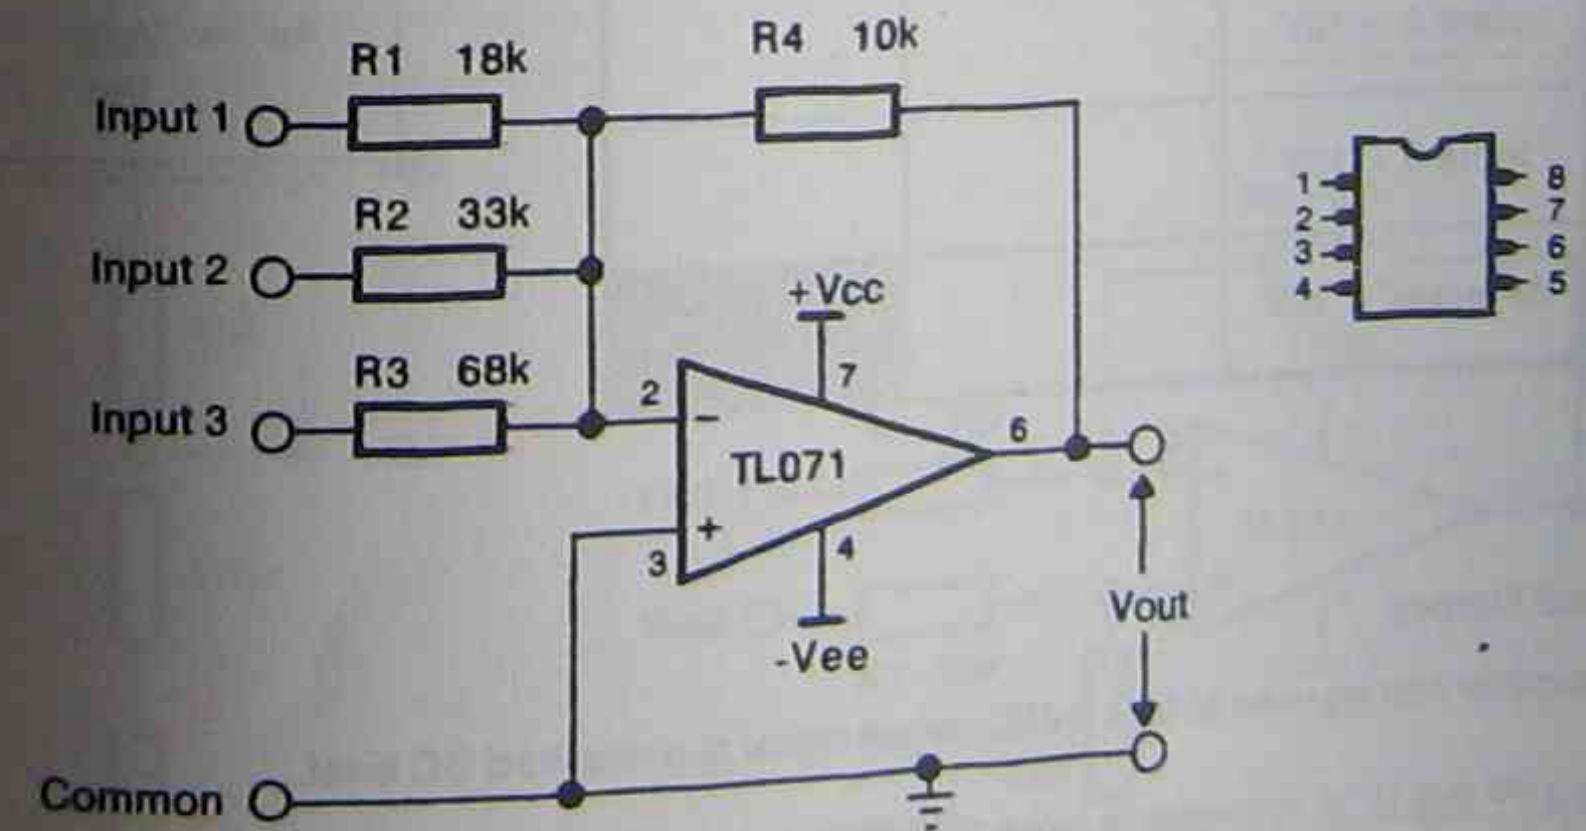 R4 10k
R1 18k
Input 1
R2 33k
Input 2
R3 68k
Input 3
+Vcc
7
2
-
TL071
6
+
3
4
-Vee
Vout
Common
1
2
3
4
8
7
6
5